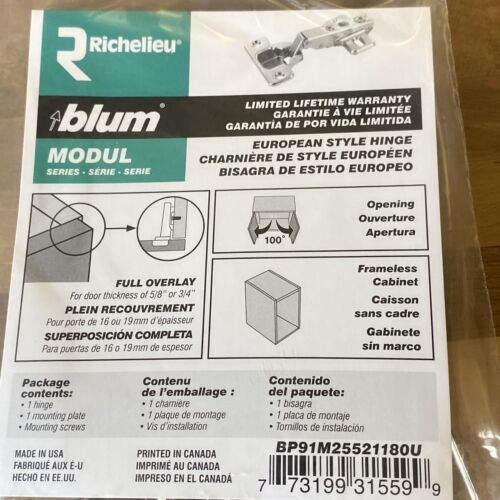 Richelieu®
blum®
LIMITED LIFETIME WARRANTY
GARANTIE À VIE LIMITÉE
GARANTÍA DE POR VIDA LIMITIDA
MODUL
SERIES - SÉRIE - SERIE
EUROPEAN STYLE HINGE
CHARNIÈRE DE STYLE EUROPÉEN
BISAGRA DE ESTILO EUROPEO
FULL OVERLAY
For door thickness of 5/8" or 3/4"
PLEIN RECOUVREMENT
Pour porte de 16 ou 19mm d'épaisseur
SUPERPOSICIÓN COMPLETA
Para puertas de 16 o 19mm de espesor
100°
Opening
Ouverture
Apertura
Frameless
Cabinet
Caisson
sans cadre
Gabinete
sin marco
Package
contents:
• 1 hinge
• 1 mounting plate
• Mounting screws
Contenu
de l'emballage :
• 1 charnière
• 1 plaque de montage
• Vis d'installation
Contenido
del paquete:
• 1 bisagra
• 1 placa de montaje
• Tornillos de instalación
MADE IN USA
FABRIQUÉ AUX É-U
HECHO EN EE.UU.
PRINTED IN CANADA
IMPRIMÉ AU CANADA
IMPRESO EN EL CANADÁ
BP91M25521180U
7 73199 31559 9